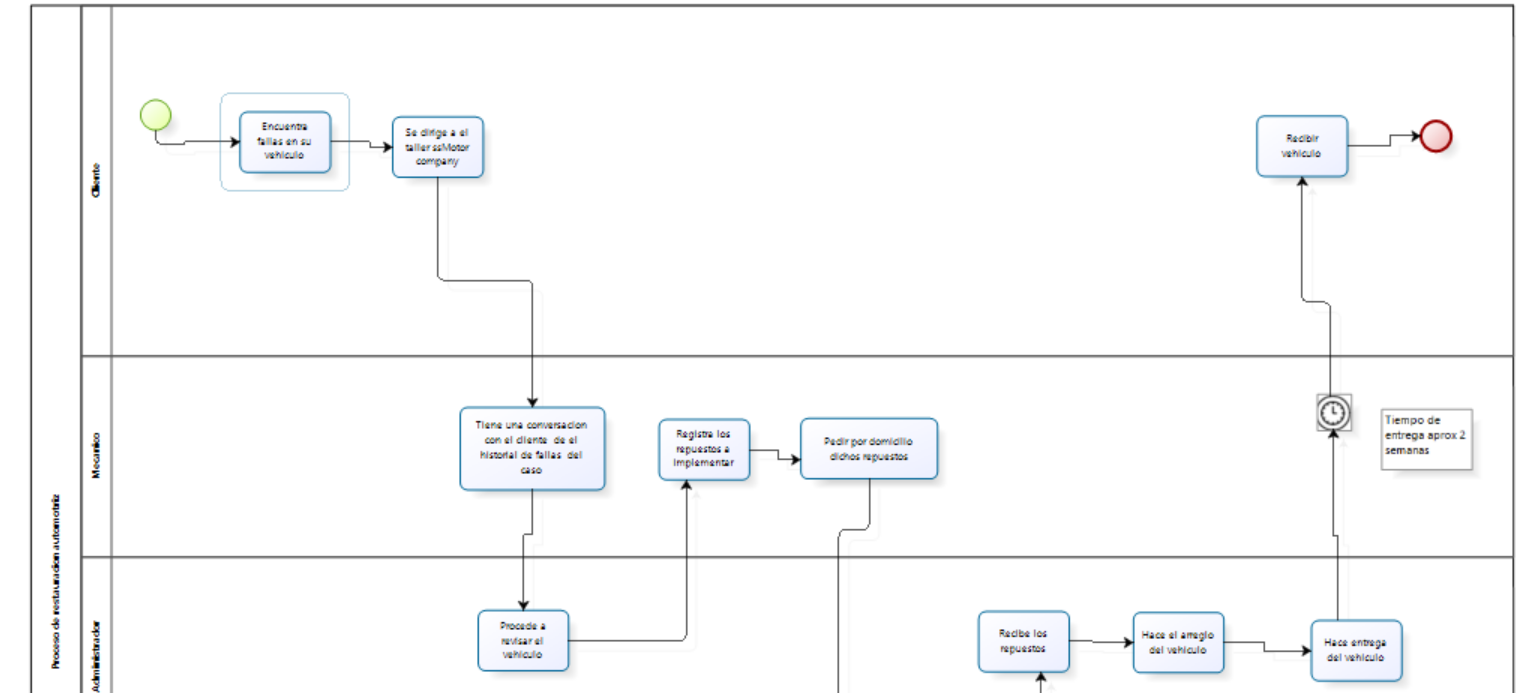 Proceso de restauracion automotriz
Cliente
Encuentra
fallas en su
vehiculo
Se dirige a el
taller ssMotor
company
Recibir
vehiculo
Mecanico
Tiene una conversacion
con el cliente de el
historial de fallas del
caso
Registra los
repuestos a
implementar
Pedir por domicilio
dichos repuestos
Tiempo de
entrega aprox 2
semanas
Administrador
Procede a
revisar el
vehiculo
Recibe los
repuestos
Hace el arreglo
del vehiculo
Hace entrega
del vehiculo